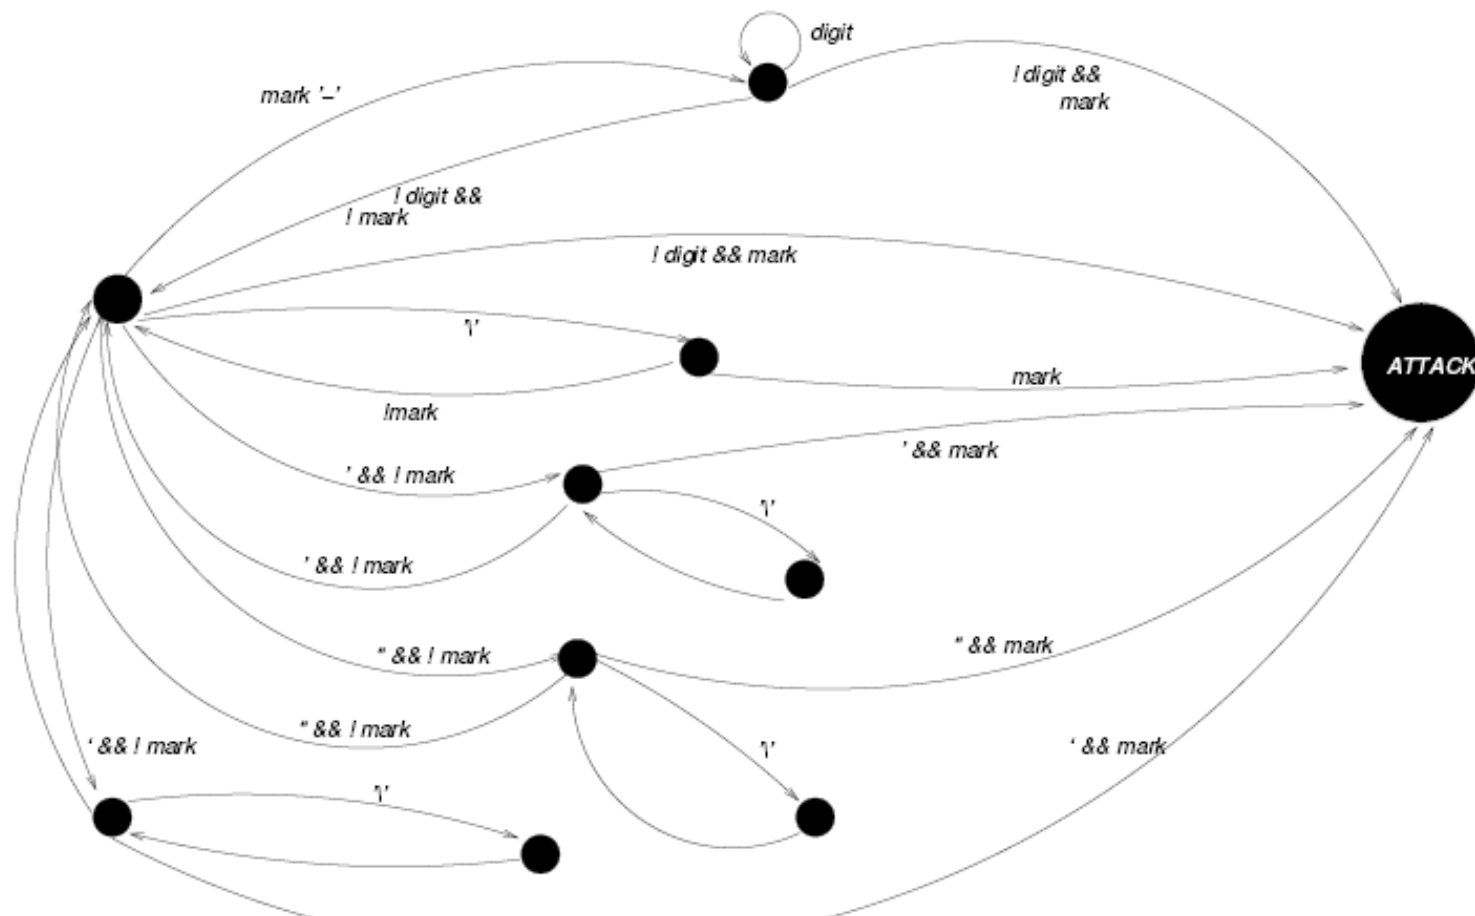 digit
! digit &&
mark
mark '–'
! digit &&
! mark
! digit && mark
'\'
ATTACK
mark
!mark
' && mark
' && ! mark
'\'
' && ! mark
" && mark
" && ! mark
" && ! mark
' && ! mark
'\'
' && mark
'\'